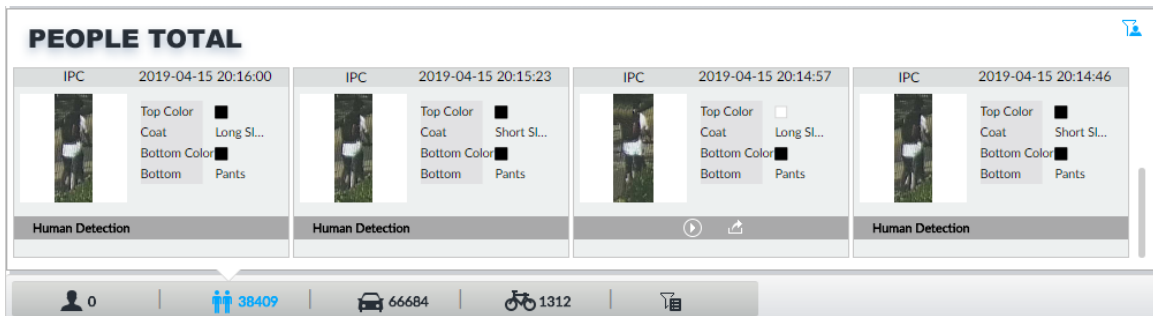 PEOPLE TOTAL
IPC 2019-04-15 20:16:00
Top Color
Coat Long Sl...
Bottom Color
Bottom Pants
Human Detection
IPC 2019-04-15 20:15:23
Top Color
Coat Short Sl...
Bottom Color
Bottom Pants
Human Detection
IPC 2019-04-15 20:14:57
Top Color
Coat Long Sl...
Bottom Color
Bottom Pants
IPC 2019-04-15 20:14:46
Top Color
Coat Short Sl...
Bottom Color
Bottom Pants
Human Detection
0 38409 66684 1312